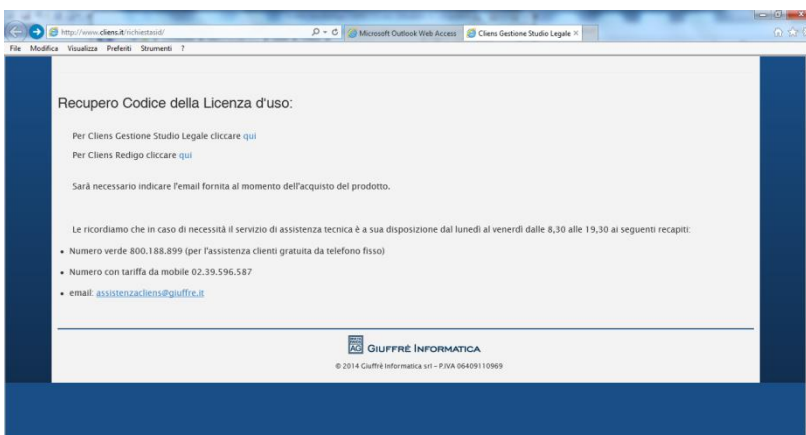 http://www.cliens.it/richiestasid/
Microsoft Outlook Web Access
Cliens Gestione Studio Legale
File Modifica Visualizza Preferiti Strumenti ?
Recupero Codice della Licenza d'uso:
Per Cliens Gestione Studio Legale cliccare qui
Per Cliens Redigo cliccare qui
Sarà necessario indicare l'email fornita al momento dell'acquisto del prodotto.
Le ricordiamo che in caso di necessità il servizio di assistenza tecnica è a sua disposizione dal lunedì al venerdì dalle 8,30 alle 19,30 ai seguenti recapiti:
• Numero verde 800.188.899 (per l'assistenza clienti gratuita da telefono fisso)
• Numero con tariffa da mobile 02.39.596.587
• email: assistenzacliens@giuffre.it
AG GIUFFRÈ INFORMATICA
© 2014 Giuffrè Informatica srl - P.IVA 06409110969